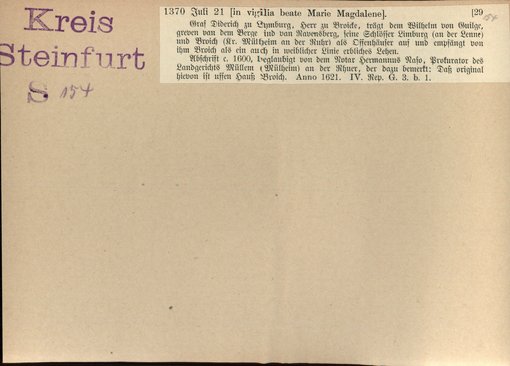 Kreis
Steinfurt
S 154
1370 Juli 21 [in vigilia beate Marie Magdalene]. [29
154
Graf Diderich zu Lymburg, Herr zu Broicke, trägt dem Wilhelm von Guilge,
greven van dem Berge ind van Ravensberg, seine Schlösser Limburg (an der Lenne)
und Broich (Kr. Mülheim an der Ruhr) als Offenhäuser auf und empfängt von
ihm Broich als ein auch in weiblicher Linie erbliches Lehen.
Abschrift c. 1600, beglaubigt von dem Notar Hermannus Naso, Prokurator des
Landgerichts Müllem (Mülheim) an der Rhuer, der dazu bemerkt: Daß original
hievon ist uffen Hauß Broich. Anno 1621. IV. Rep. G. 3. b. 1.